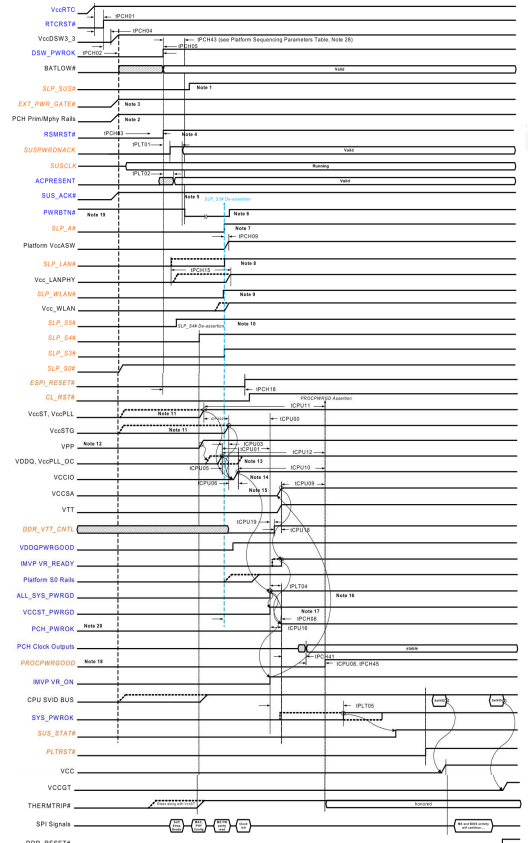 VccRTC
RTCRST#
tPCH01
VccDSW3_3
tPCH04
tPCH43 (see Platform Sequencing Parameters Table, Note 28)
DSW_PWROK
tPCH02
tPCH05
BATLOW#
Valid
SLP_SUS#
Note 1
EXT_PWR_GATE#
Note 3
PCH Prim/Mphy Rails
Note 2
RSMRST#
Note 4
SUSPWRDNACK
tPLT01
Valid
SUSCLK
Running
ACPRESENT
tPLT02
Valid
SUS_ACK#
Note 5
SLP_S3# De-assertion
PWRBTN#
Note 19
Note 6
SLP_A#
Note 7
Platform VccASW
tPCH09
SLP_LAN#
Note 8
Vcc_LANPHY
tPCH15
SLP_WLAN#
Note 9
Vcc_WLAN
SLP_S5#
SLP_S4# De-assertion
Note 10
SLP_S4#
SLP_S3#
SLP_S0#
ESPI_RESET#
tPCH18
CL_RST#
PROCPWRGD Assertion
tCPU11
VccST, VccPLL
Note 11
tCPU00
VccSTG
Note 11
VPP
Note 12
tCPU03
tCPU01
tCPU12
VDDQ, VccPLL_OC
Note 13
tCPU05
tCPU10
VCCIO
Note 14
tCPU06
tCPU09
VCCSA
Note 15
VTT
tCPU19
DDR_VTT_CNTL
tCPU18
VDDQPWRGOOD
IMVP VR_READY
Platform S0 Rails
tPLT04
ALL_SYS_PWRGD
Note 16
VCCST_PWRGD
Note 17
tPCH08
PCH_PWROK
Note 20
tCPU16
PCH Clock Outputs
stable
tPCH41
PROCPWRGOOD
Note 18
tCPU08, tPCH45
IMVP VR_ON
CPU SVID BUS
tPLT05
SYS_PWROK
SUS_STAT#
PLTRST#
VCC
VCCGT
THERMTRIP#
Rises along with VccST
honored
SPI Signals